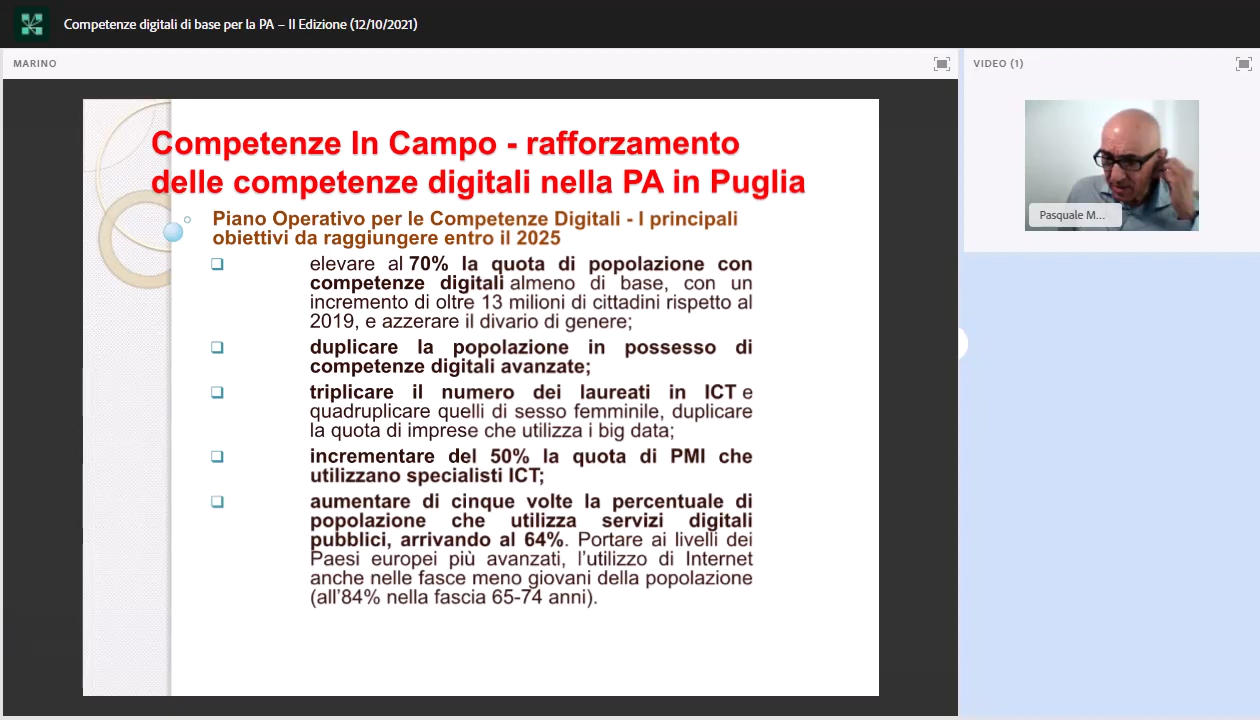 Competenze digitali di base per la PA – II Edizione (12/10/2021)
MARINO
VIDEO (1)
Competenze In Campo - rafforzamento
delle competenze digitali nella PA in Puglia
Piano Operativo per le Competenze Digitali - I principali
obiettivi da raggiungere entro il 2025
elevare al 70% la quota di popolazione con
competenze digitali almeno di base, con un
incremento di oltre 13 milioni di cittadini rispetto al
2019, e azzerare il divario di genere;
duplicare la popolazione in possesso di
competenze digitali avanzate;
triplicare il numero dei laureati in ICT e
quadruplicare quelli di sesso femminile, duplicare
la quota di imprese che utilizza i big data;
incrementare del 50% la quota di PMI che
utilizzano specialisti ICT;
aumentare di cinque volte la percentuale di
popolazione che utilizza servizi digitali
pubblici, arrivando al 64%. Portare ai livelli dei
Paesi europei più avanzati, l'utilizzo di Internet
anche nelle fasce meno giovani della popolazione
(all'84% nella fascia 65-74 anni).
Pasquale M...